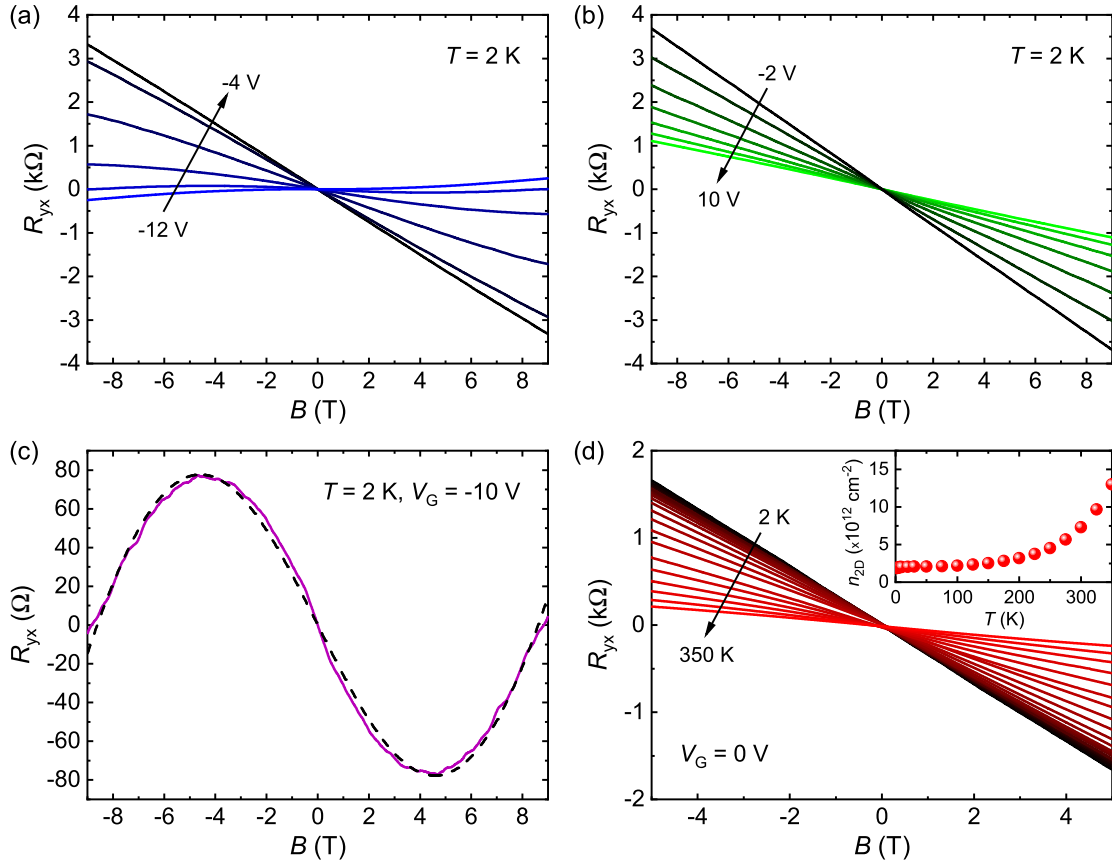 (a)
4
3
2
1
0
-1
-2
-3
-4
R_yx (kΩ)
T = 2 K
-4 V
-12 V
-8 -6 -4 -2 0 2 4 6 8
B (T)
(b)
4
3
2
1
0
-1
-2
-3
-4
R_yx (kΩ)
T = 2 K
-2 V
10 V
-8 -6 -4 -2 0 2 4 6 8
B (T)
(c)
80
60
40
20
0
-20
-40
-60
-80
R_yx (Ω)
T = 2 K, V_G = -10 V
-8 -6 -4 -2 0 2 4 6 8
B (T)
(d)
2
1
0
-1
-2
R_yx (kΩ)
2 K
350 K
V_G = 0 V
-4 -2 0 2 4
B (T)
15
10
5
0
n_2D (×10^12 cm^-2)
0 100 200 300
T (K)